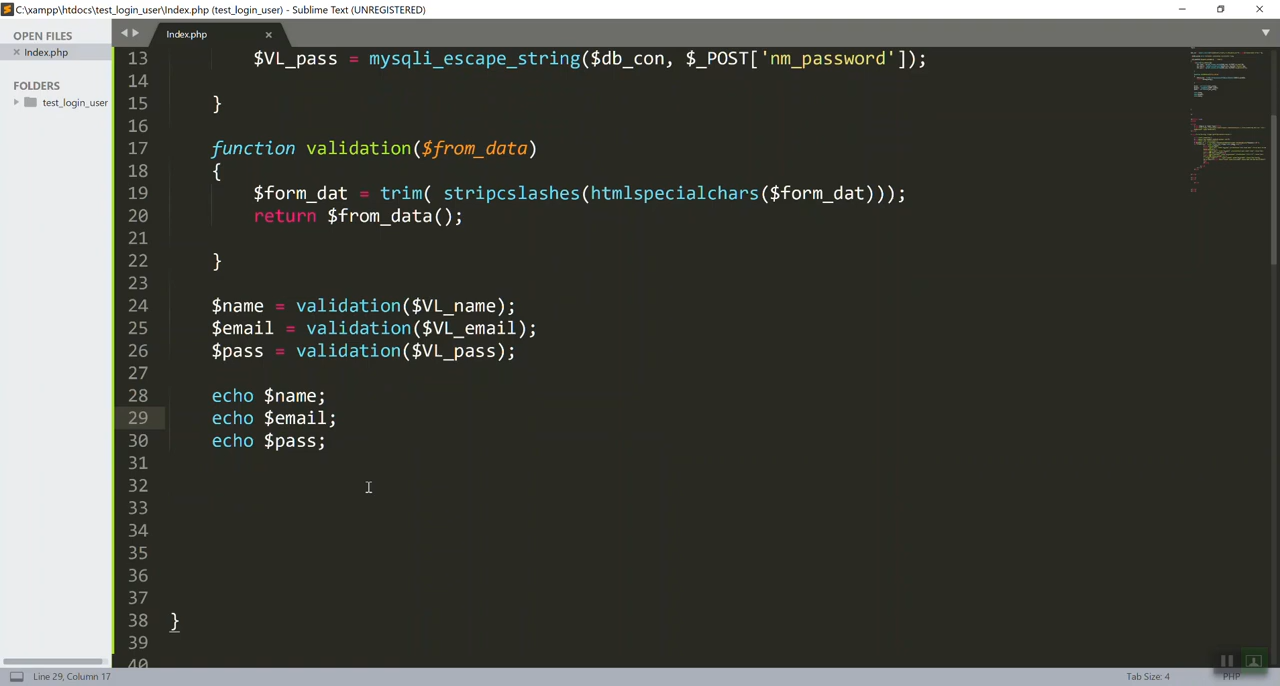 C:\xampp\htdocs\test_login_user\Index.php (test_login_user) - Sublime Text (UNREGISTERED)
OPEN FILES
Index.php
FOLDERS
test_login_user
Index.php
13 $VL_pass = mysqli_escape_string($db_con, $_POST['nm_password']);
14
15 }
16
17 function validation($from_data)
18 {
19 $form_dat = trim( stripcslashes(htmlspecialchars($form_dat)));
20 return $from_data();
21
22 }
23
24 $name = validation($VL_name);
25 $email = validation($VL_email);
26 $pass = validation($VL_pass);
27
28 echo $name;
29 echo $email;
30 echo $pass;
31
32
33
34
35
36
37
38 }
39
40
Line 29, Column 17
Tab Size: 4
PHP